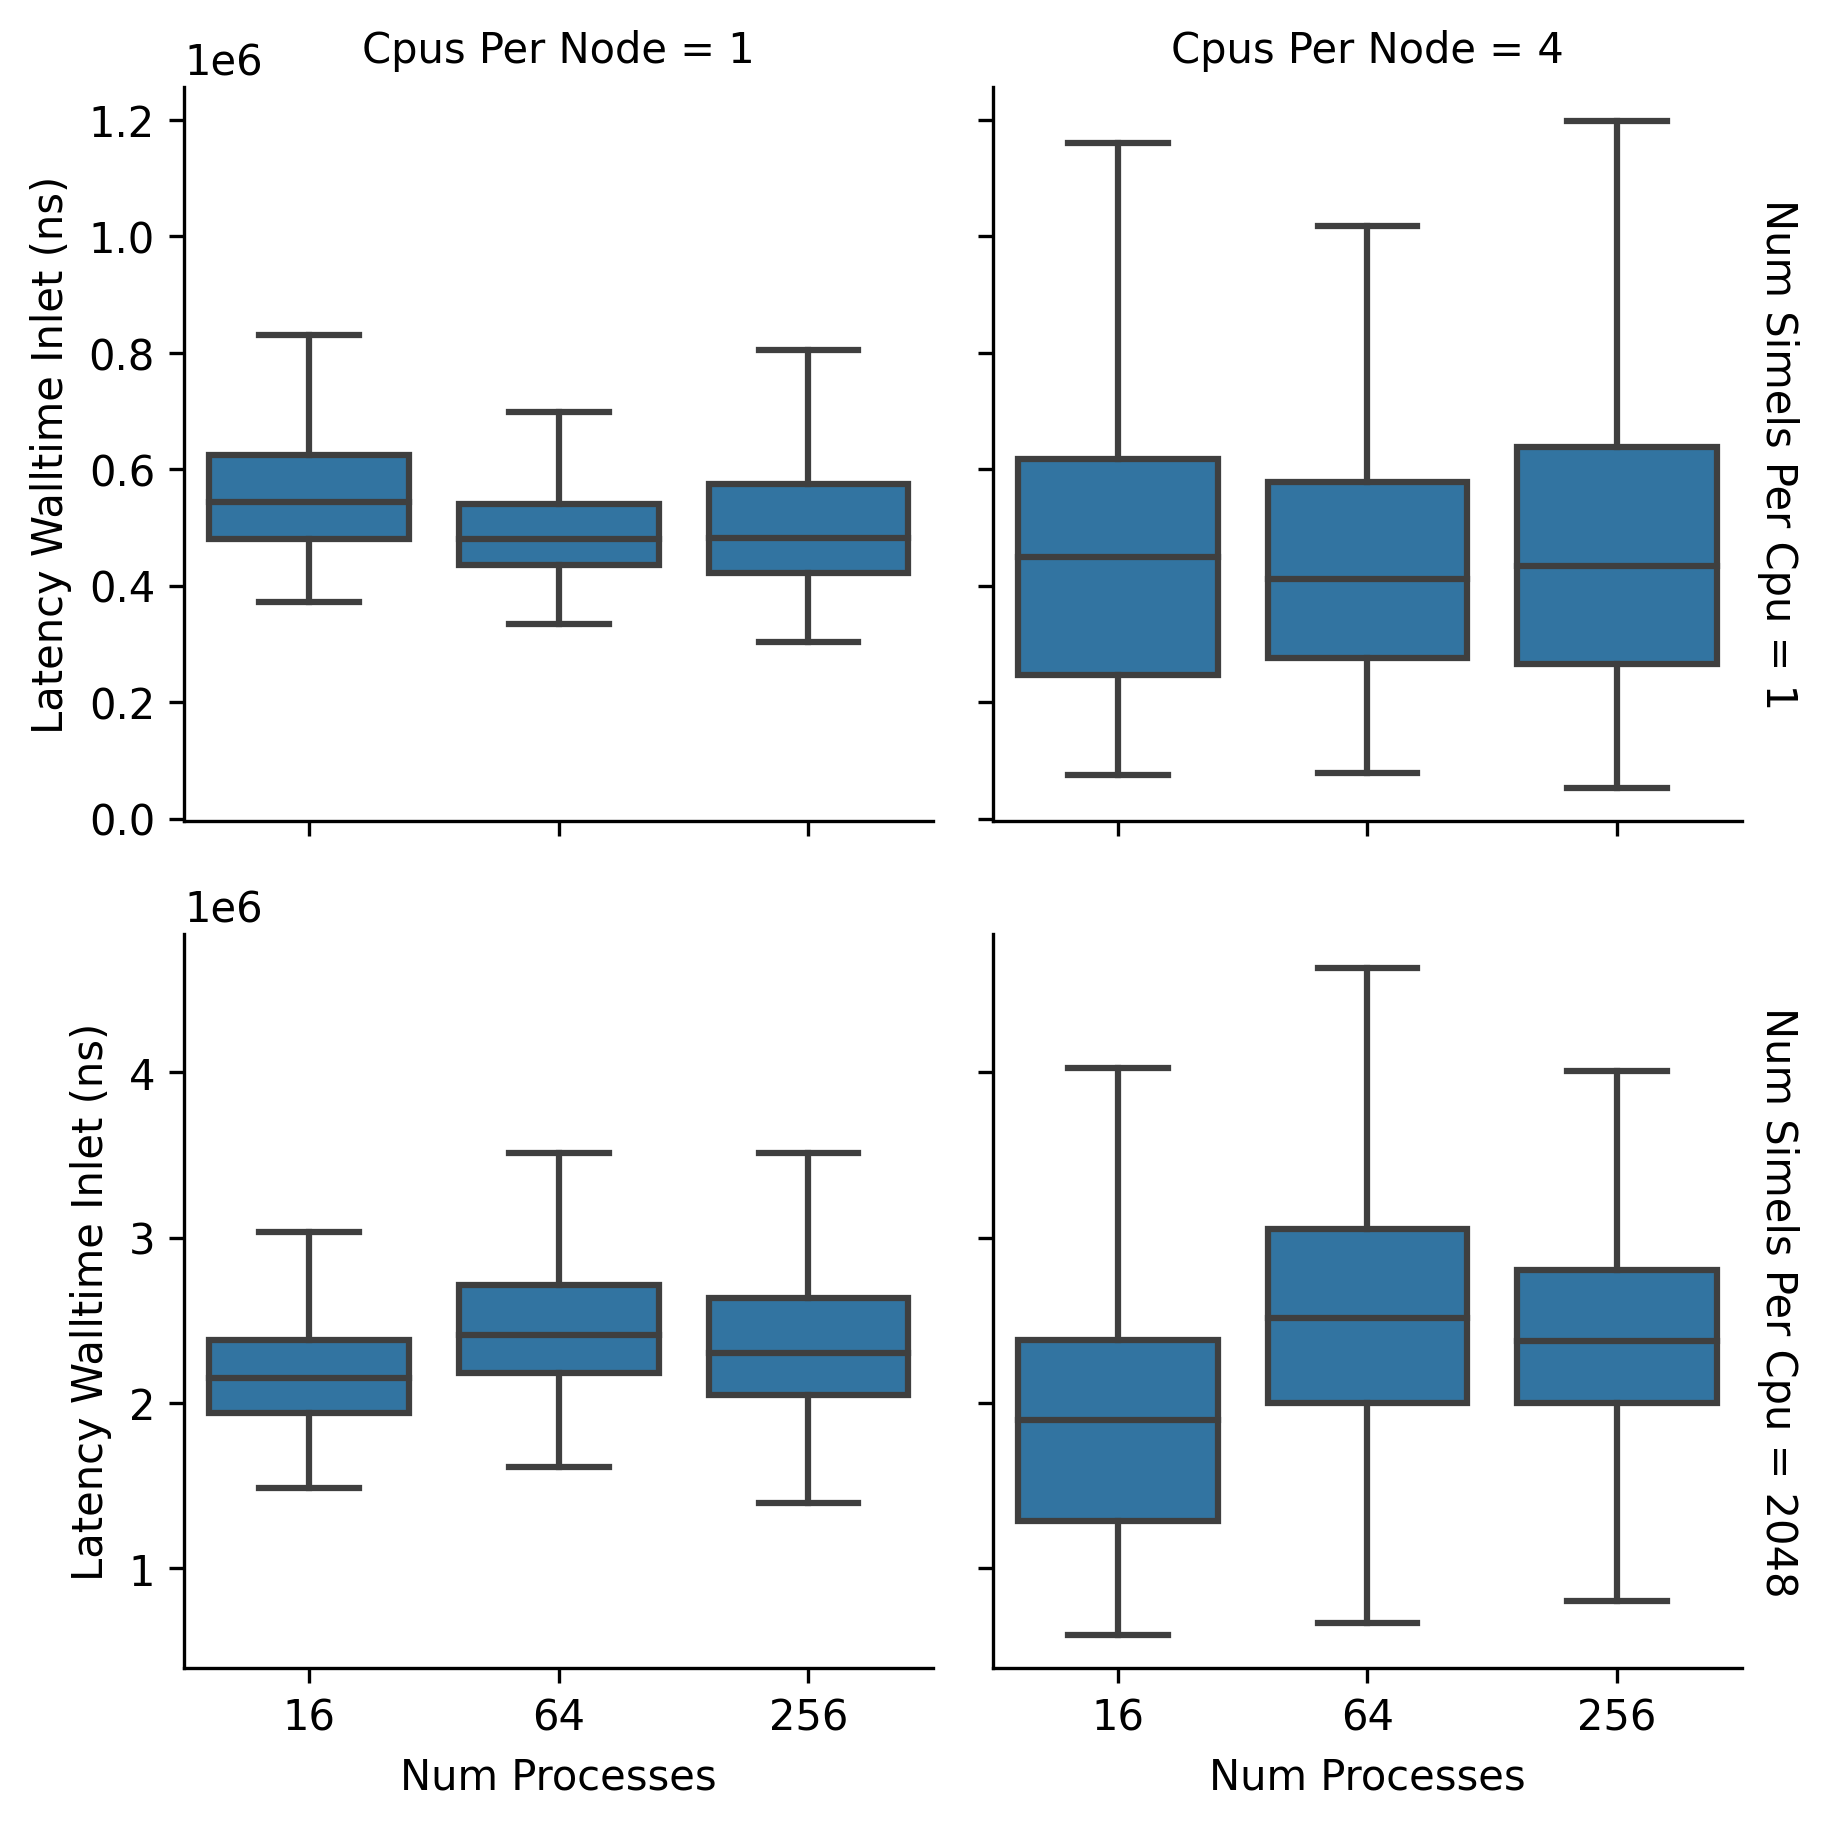 Cpus Per Node = 1
Cpus Per Node = 4
1e6
1.2
1.0
0.8
0.6
0.4
0.2
0.0
Latency Walltime Inlet (ns)
Num Simels Per Cpu = 1
1e6
4
3
2
1
Latency Walltime Inlet (ns)
Num Simels Per Cpu = 2048
16 64 256
16 64 256
Num Processes
Num Processes